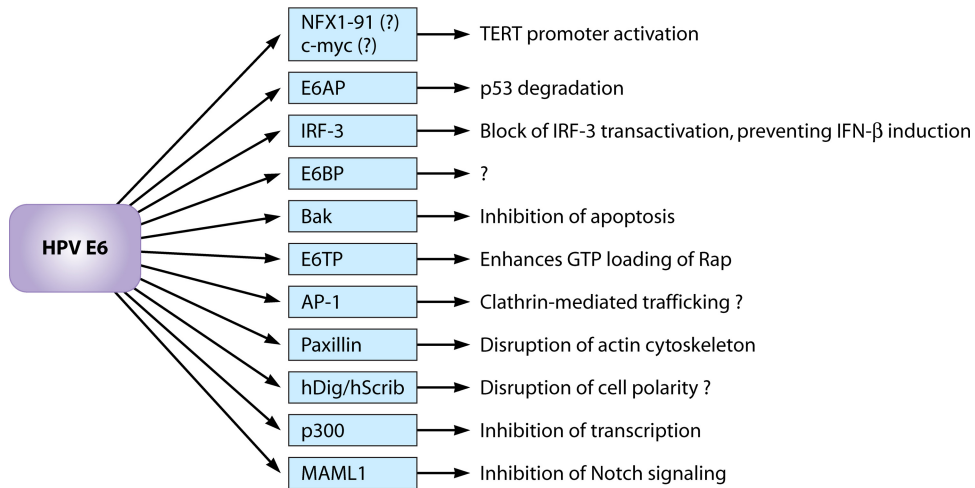 NFX1-91 (?)
c-myc (?)
TERT promoter activation
E6AP
p53 degradation
IRF-3
Block of IRF-3 transactivation, preventing IFN-β induction
E6BP
?
Bak
Inhibition of apoptosis
HPV E6
E6TP
Enhances GTP loading of Rap
AP-1
Clathrin-mediated trafficking ?
Paxillin
Disruption of actin cytoskeleton
hDig/hScrib
Disruption of cell polarity ?
p300
Inhibition of transcription
MAML1
Inhibition of Notch signaling